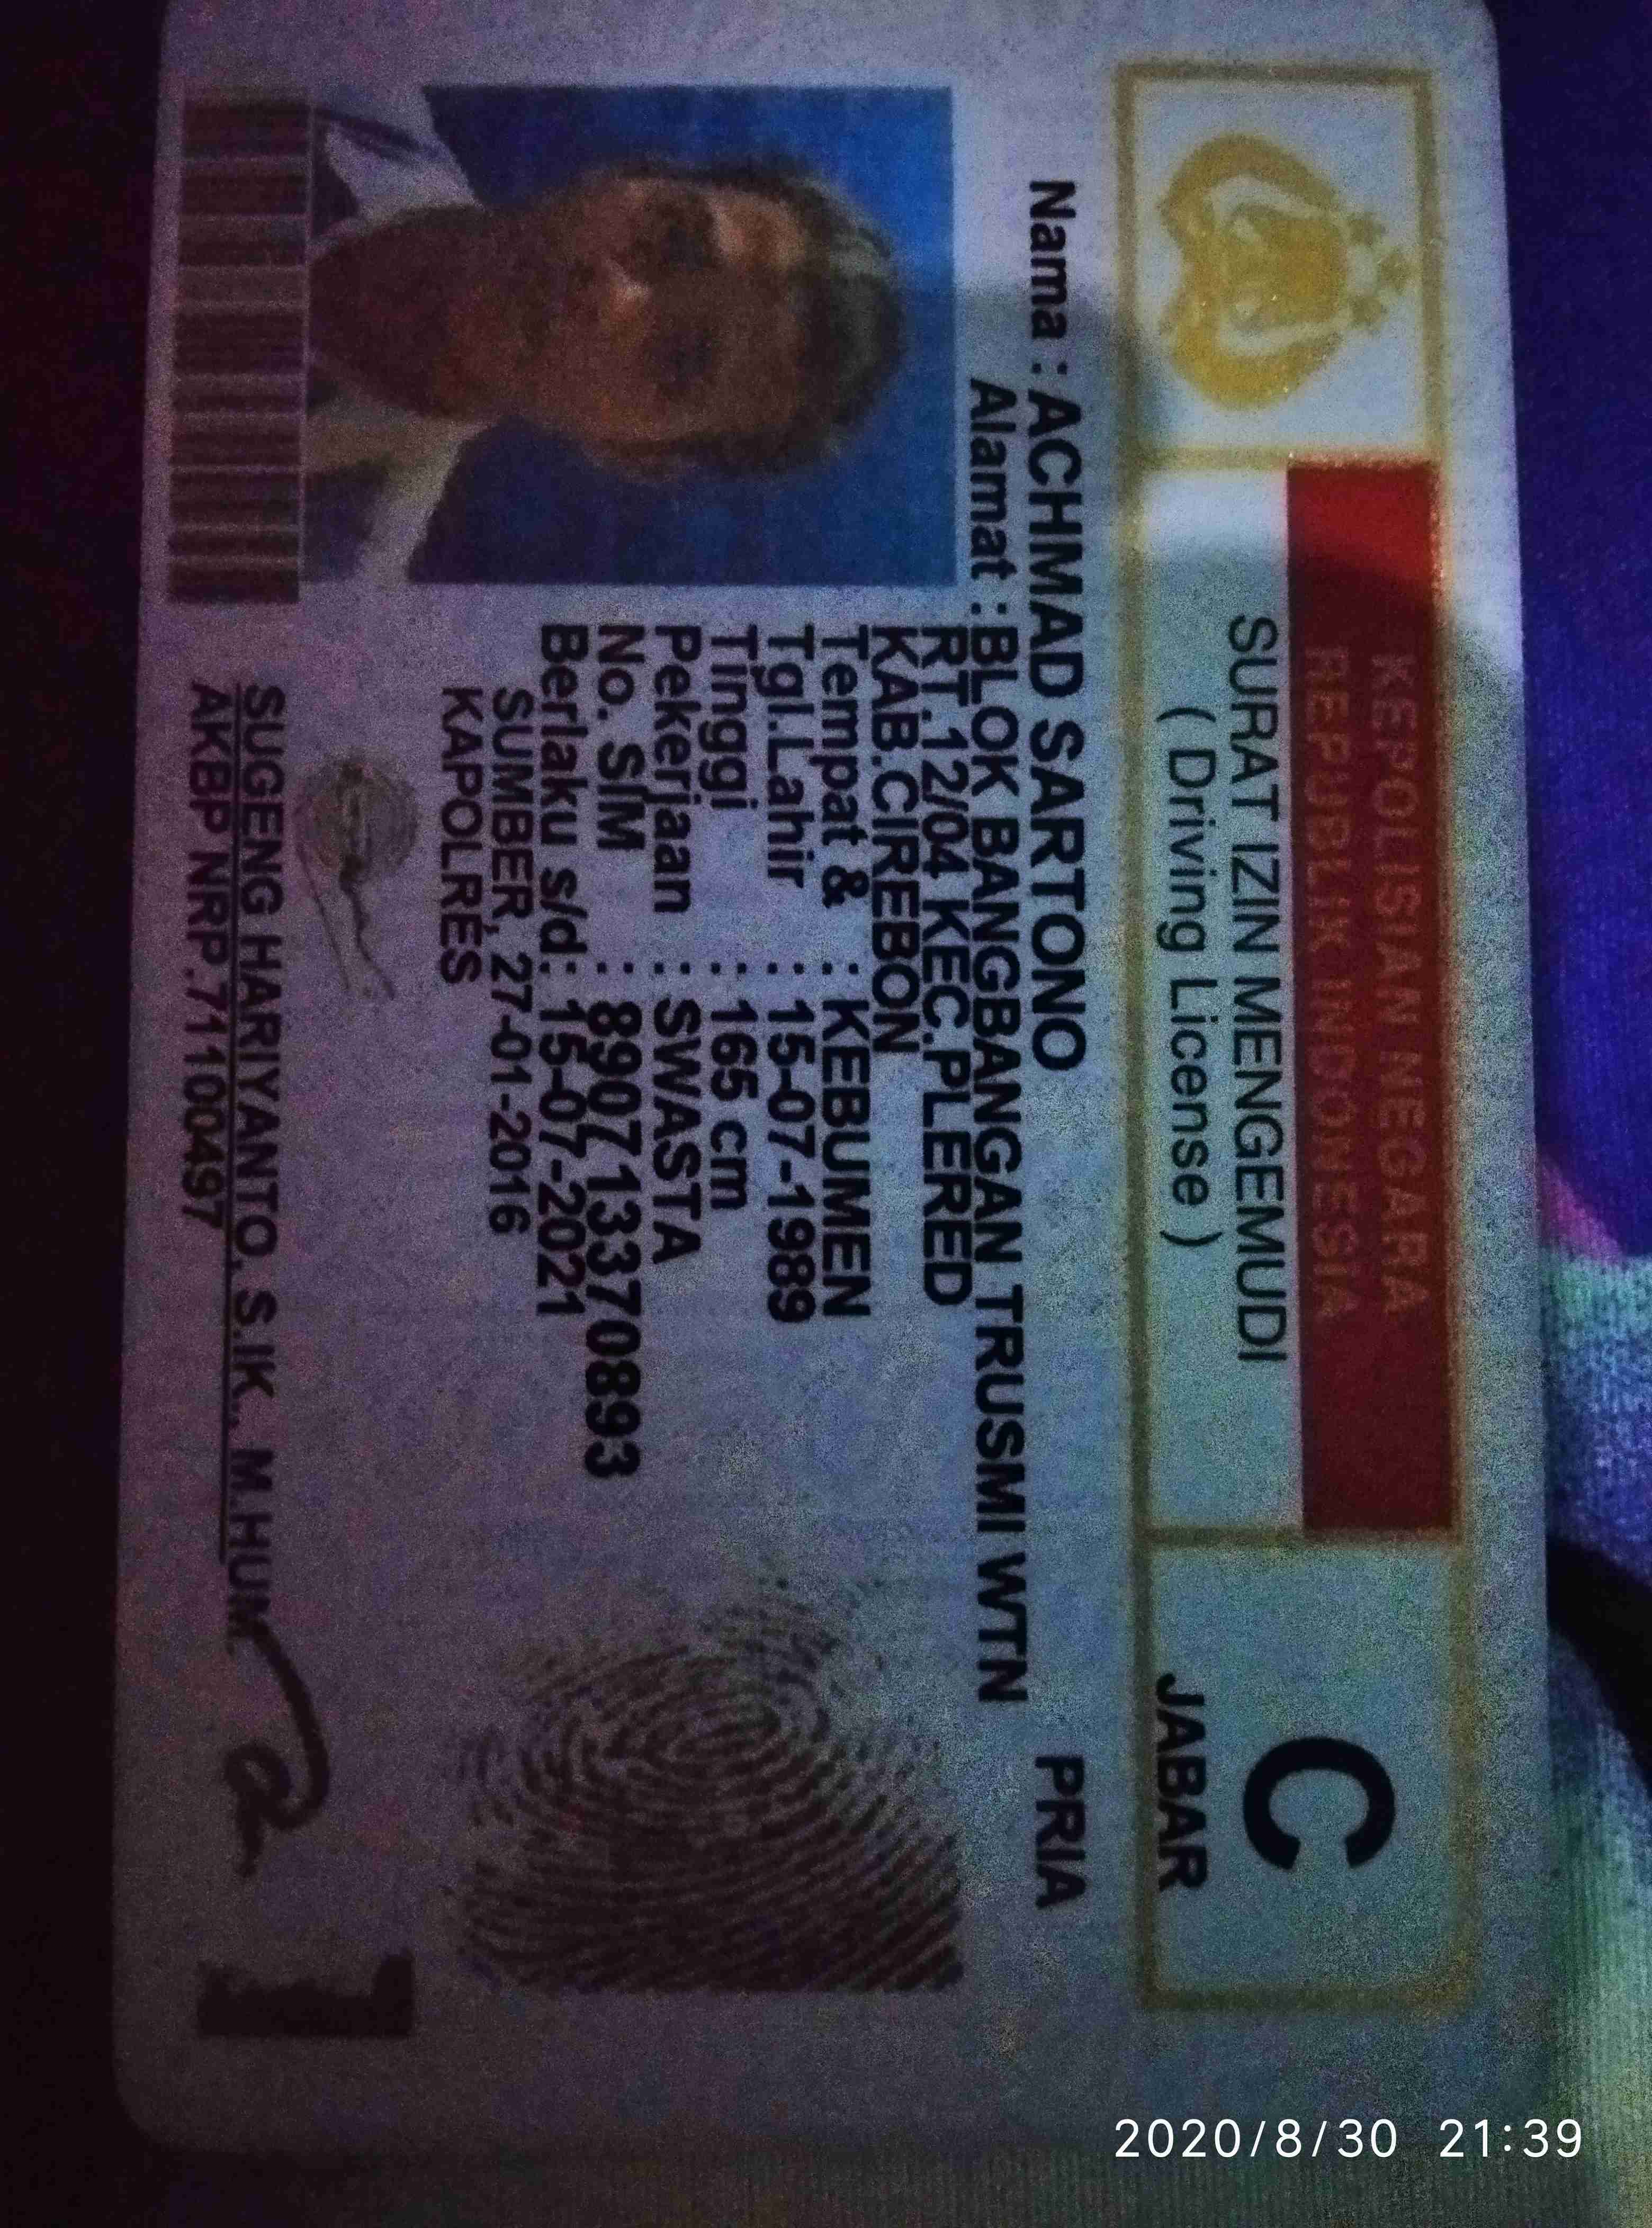 KEPOLISIAN NEGARA
REPUBLIK INDONESIA
SURAT IZIN MENGEMUDI
( Driving License )
C
JABAR
Nama : ACHMAD SARTONO PRIA
Alamat : BLOK BANGBANGAN TRUSMI WTN
RT.12/04 KEC.PLERED
KAB.CIREBON
Tempat & : KEBUMEN
Tgl.Lahir : 15-07-1989
Tinggi : 165 cm
Pekerjaan : SWASTA
No. SIM : 890713370893
Berlaku s/d : 15-07-2021
SUMBER, 27-01-2016
KAPOLRES
SUGENG HARIYANTO, S.IK., M.HUM
AKBP NRP.71100497
2020/8/30 21:39